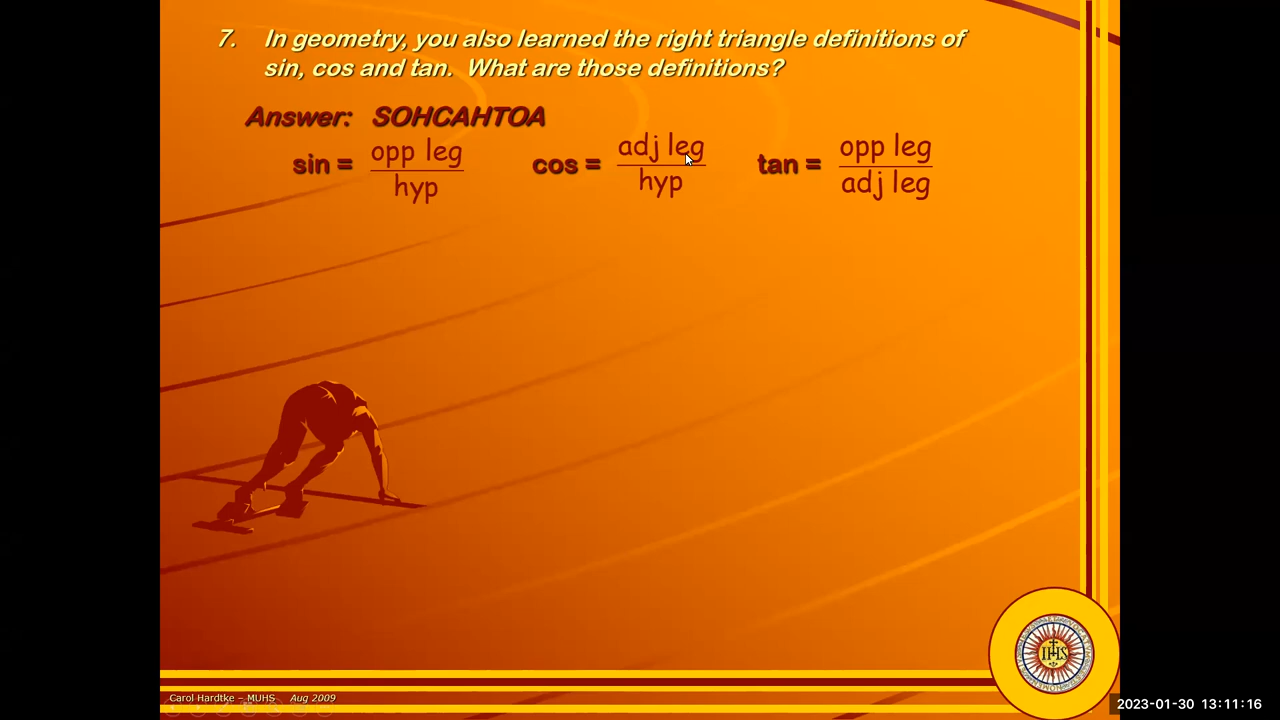 7. In geometry, you also learned the right triangle definitions of
sin, cos and tan. What are those definitions?
Answer: SOHCAHTOA
sin = opp leg / hyp cos = adj leg / hyp tan = opp leg / adj leg
IHS
Carol Hardtke – MUHS Aug 2009
2023-01-30 13:11:16